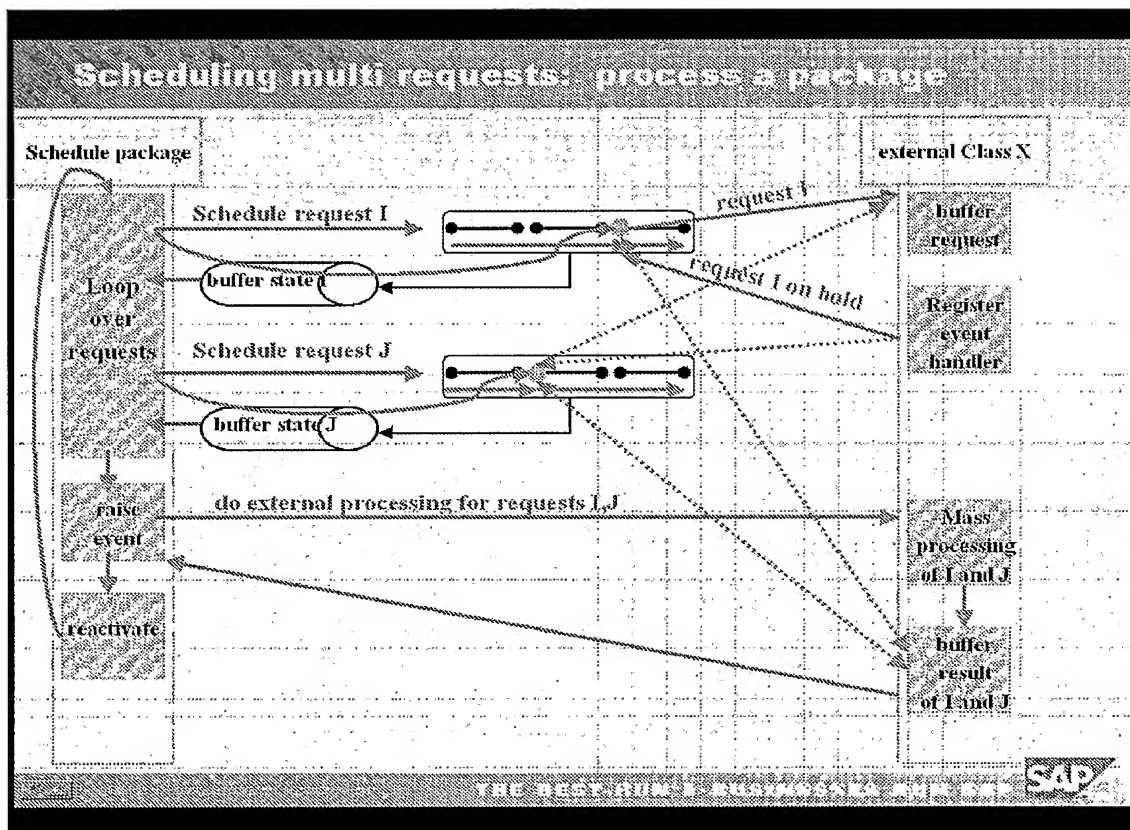 Scheduling multi requests: process a package
Schedule package
external Class X
Schedule request I
request I
buffer
request
buffer state I
Loop
over
requests
request I on hold
Register
event
handler
Schedule request J
buffer state J
raise
event
do external processing for requests I,J
Mass
processing
of I and J
reactivate
buffer
result
of I and J
THE BEST-RUN BUSINESSES RUN SAP
SAP